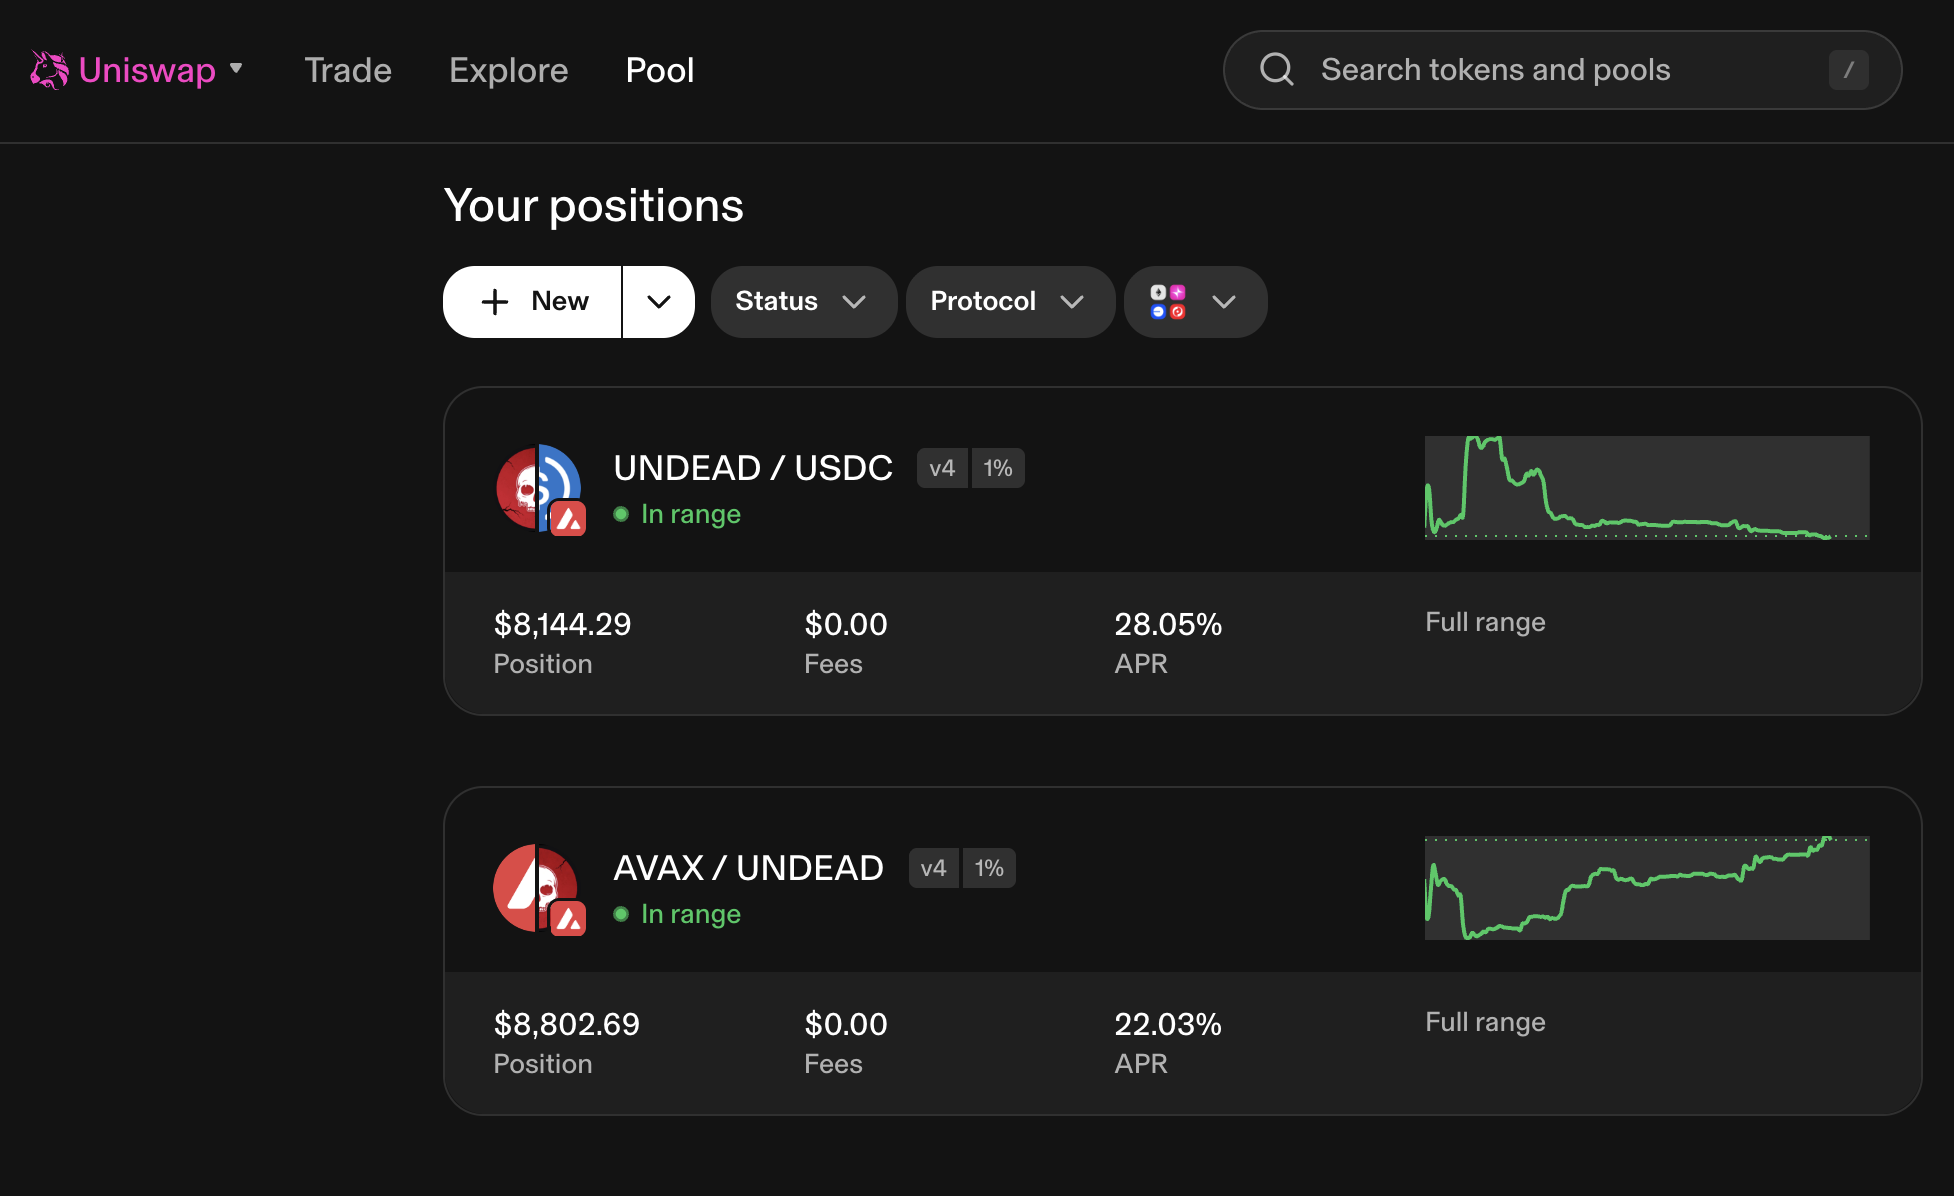 Uniswap Trade Explore Pool Search tokens and pools /
Your positions
New Status Protocol
UNDEAD / USDC v4 1%
In range
$8,144.29 $0.00 28.05% Full range
Position Fees APR
AVAX / UNDEAD v4 1%
In range
$8,802.69 $0.00 22.03% Full range
Position Fees APR